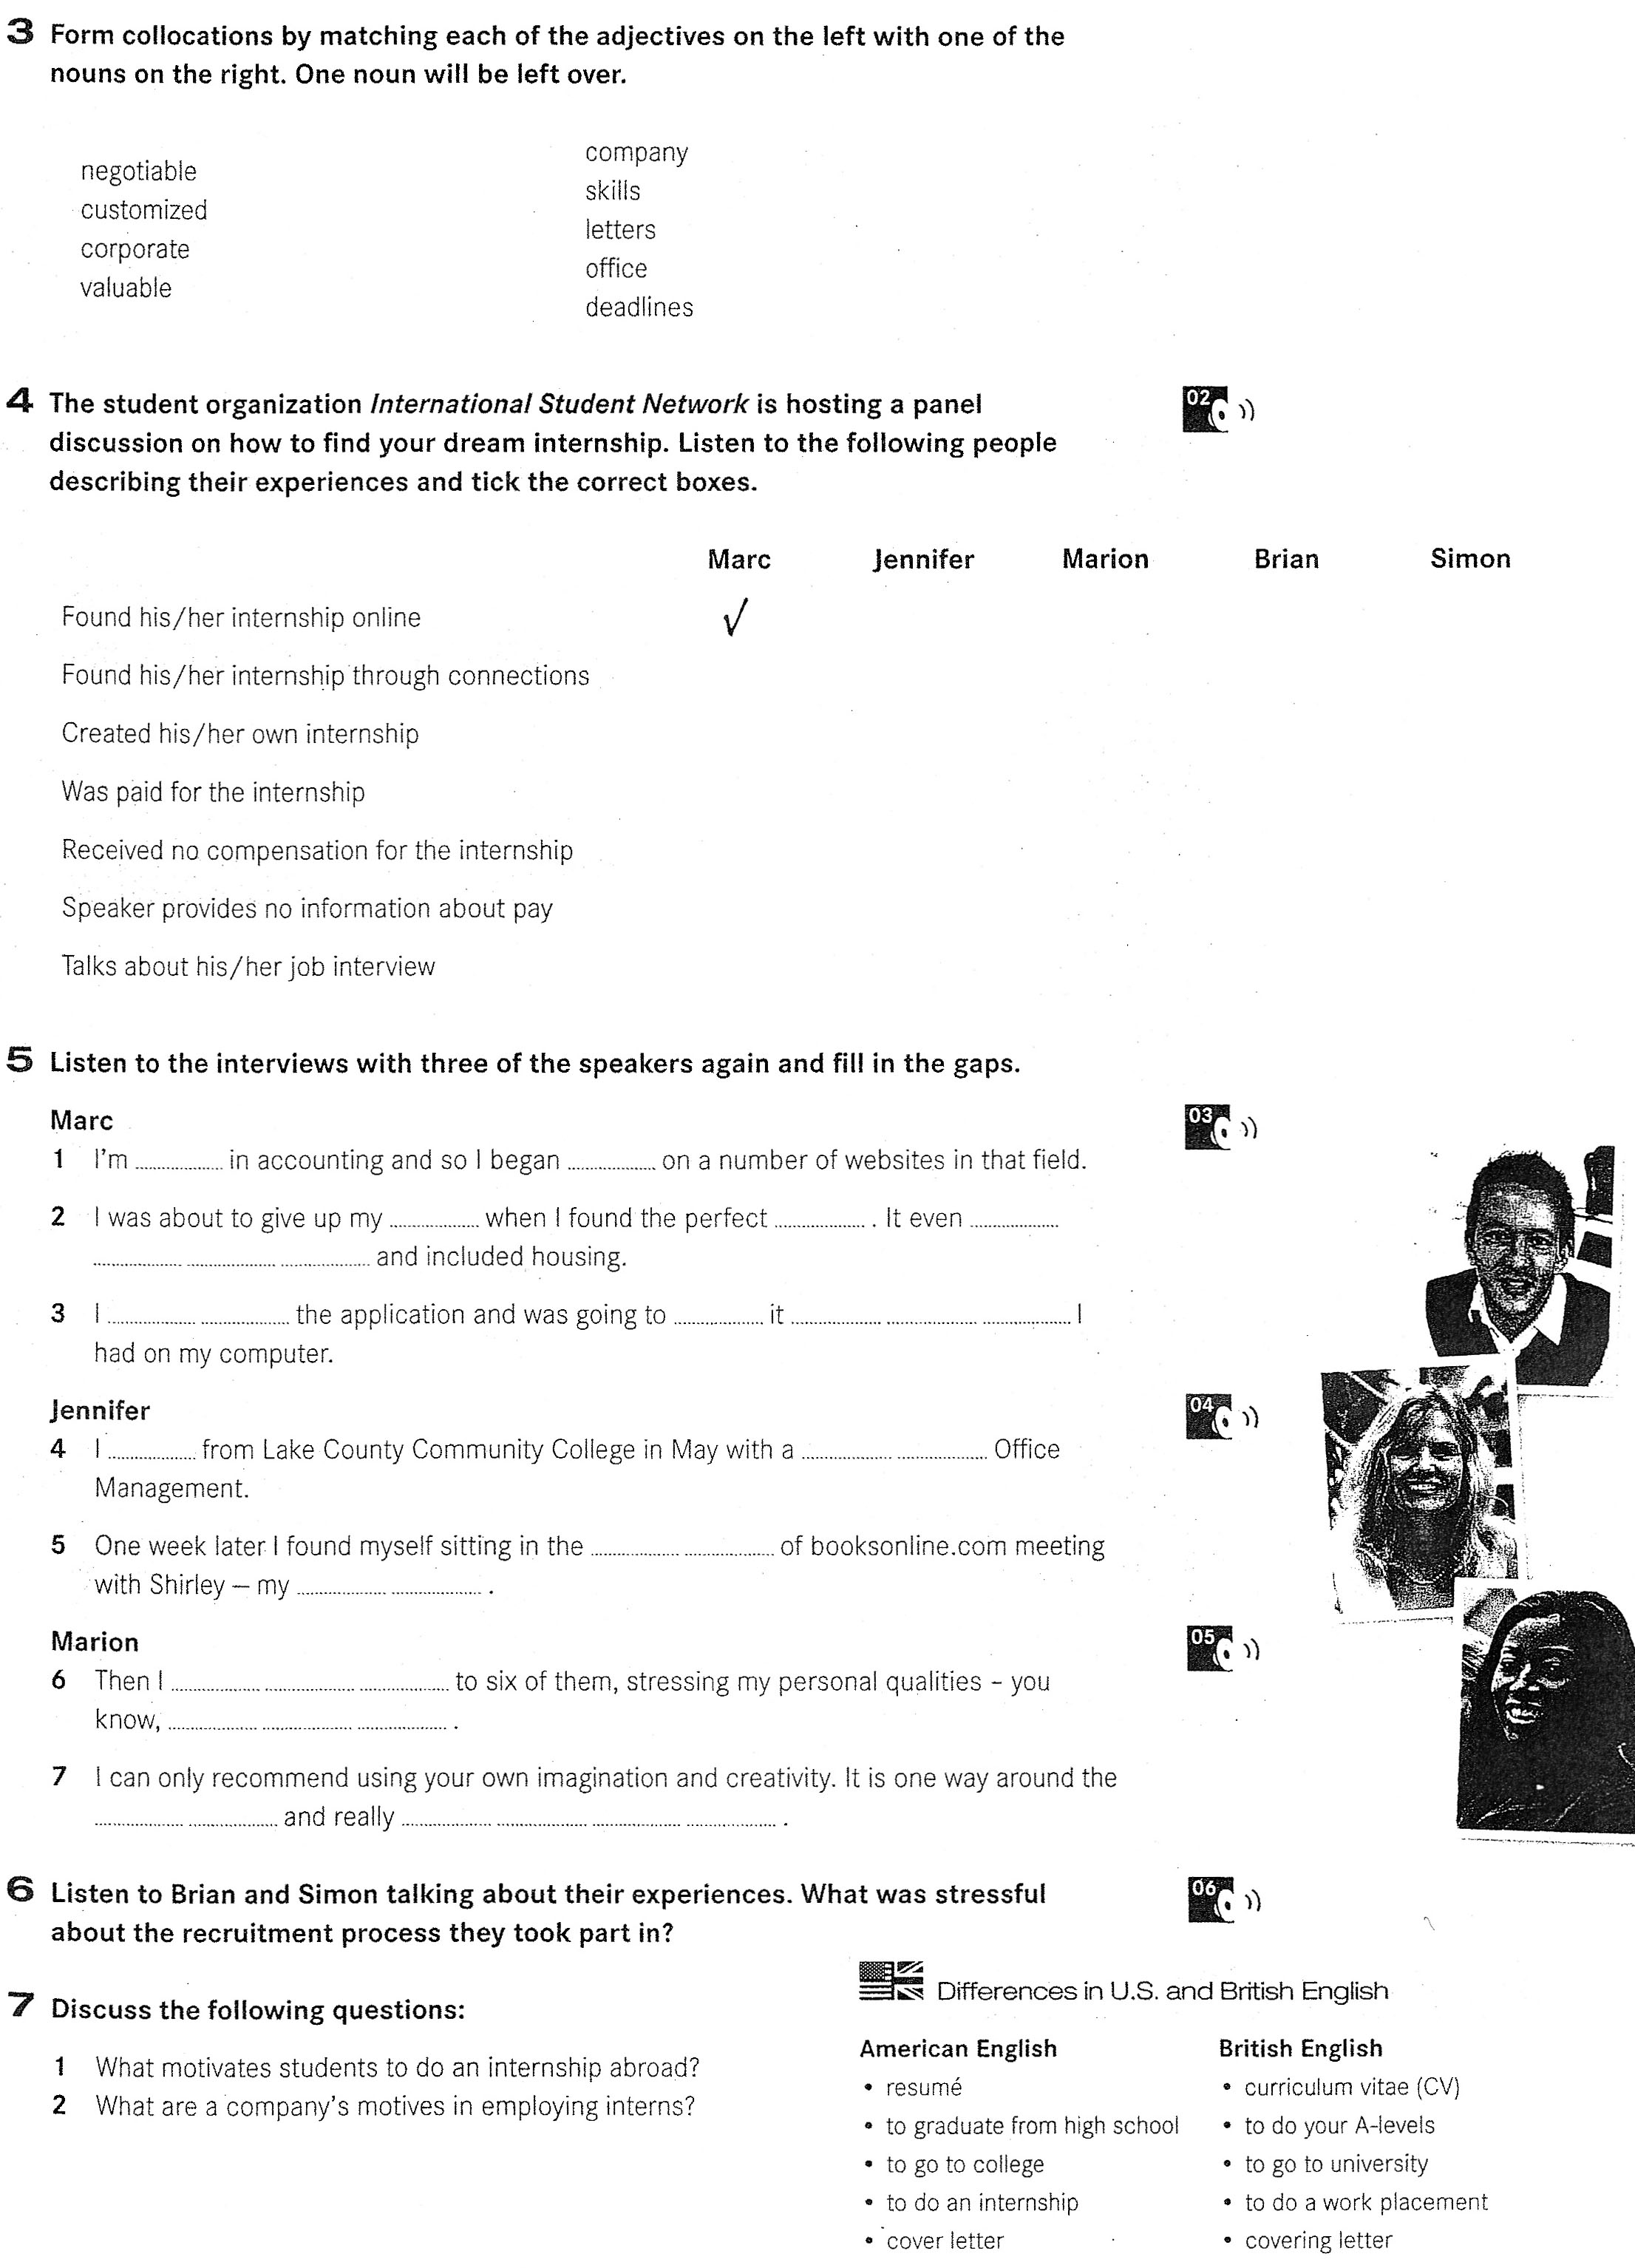 3 Form collocations by matching each of the adjectives on the left with one of the
nouns on the right. One noun will be left over.
negotiable
customized
corporate
valuable
company
skills
letters
office
deadlines
4 The student organization International Student Network is hosting a panel
discussion on how to find your dream internship. Listen to the following people
describing their experiences and tick the correct boxes.
02
Marc Jennifer Marion Brian Simon
Found his/her internship online √
Found his/her internship through connections
Created his/her own internship
Was paid for the internship
Received no compensation for the internship
Speaker provides no information about pay
Talks about his/her job interview
5 Listen to the interviews with three of the speakers again and fill in the gaps.
Marc
03
1 I'm .................. in accounting and so I began .................. on a number of websites in that field.
2 I was about to give up my .................. when I found the perfect .................. . It even ..................
.................. .................. .................. and included housing.
3 I .................. .................. the application and was going to .................. it .................. .................. .................. I
had on my computer.
Jennifer
04
4 I .................. from Lake County Community College in May with a .................. .................. Office
Management.
5 One week later I found myself sitting in the .................. .................. of booksonline.com meeting
with Shirley – my .................. .................. .
Marion
05
6 Then I .................. .................. .................. to six of them, stressing my personal qualities – you
know, .................. .................. .................. .
7 I can only recommend using your own imagination and creativity. It is one way around the
.................. .................. and really .................. .................. .................. .................. .
6 Listen to Brian and Simon talking about their experiences. What was stressful
about the recruitment process they took part in?
06
7 Discuss the following questions:
1 What motivates students to do an internship abroad?
2 What are a company's motives in employing interns?
Differences in U.S. and British English
American English
• resumé
• to graduate from high school
• to go to college
• to do an internship
• cover letter
British English
• curriculum vitae (CV)
• to do your A-levels
• to go to university
• to do a work placement
• covering letter